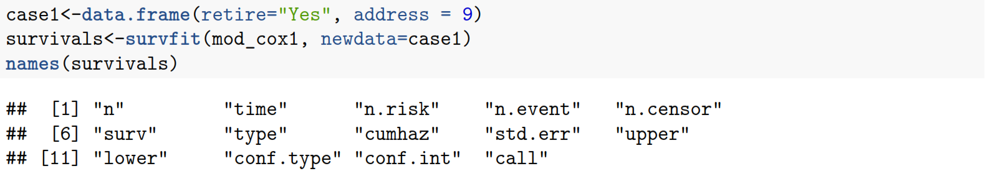 case1<-data.frame(retire="Yes", address = 9)
survivals<-survfit(mod_cox1, newdata=case1)
names(survivals)
##  [1] "n"         "time"      "n.risk"    "n.event"   "n.censor"
##  [6] "surv"      "type"      "cumhaz"    "std.err"   "upper"
## [11] "lower"     "conf.type" "conf.int"  "call"